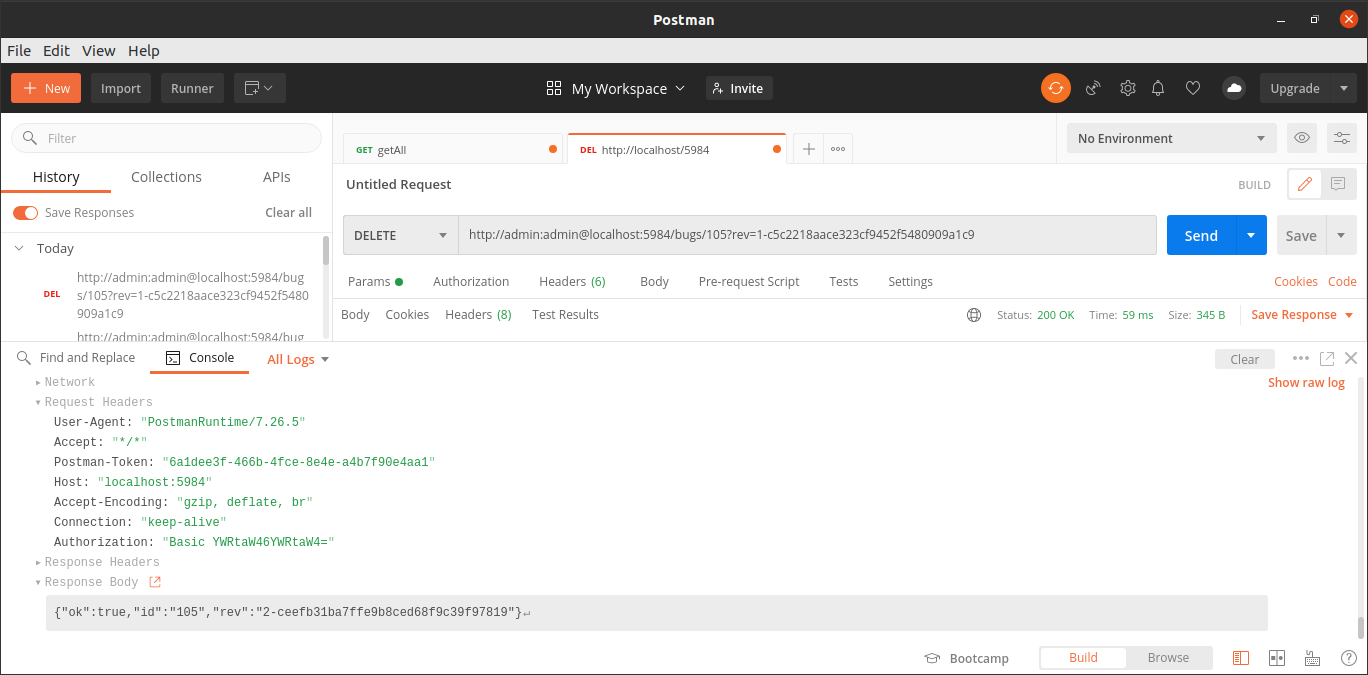 Postman
File Edit View Help
New Import Runner My Workspace Invite Upgrade
Filter
History Collections APIs
Save Responses Clear all
Today
DEL
http://admin:admin@localhost:5984/bug
s/105?rev=1-c5c2218aace323cf9452f5480
909a1c9
http://admin:admin@localhost:5984/bug
GET getAll
DEL http://localhost/5984
No Environment
Untitled Request BUILD
DELETE http://admin:admin@localhost:5984/bugs/105?rev=1-c5c2218aace323cf9452f5480909a1c9 Send Save
Params Authorization Headers (6) Body Pre-request Script Tests Settings Cookies Code
Body Cookies Headers (8) Test Results Status: 200 OK Time: 59 ms Size: 345 B Save Response
Find and Replace Console All Logs Clear
Network Show raw log
Request Headers
User-Agent: "PostmanRuntime/7.26.5"
Accept: "*/*"
Postman-Token: "6a1dee3f-466b-4fce-8e4e-a4b7f90e4aa1"
Host: "localhost:5984"
Accept-Encoding: "gzip, deflate, br"
Connection: "keep-alive"
Authorization: "Basic YWRtaW46YWRtaW4="
Response Headers
Response Body
{"ok":true,"id":"105","rev":"2-ceefb31ba7ffe9b8ced68f9c39f97819"}↵
Bootcamp Build Browse